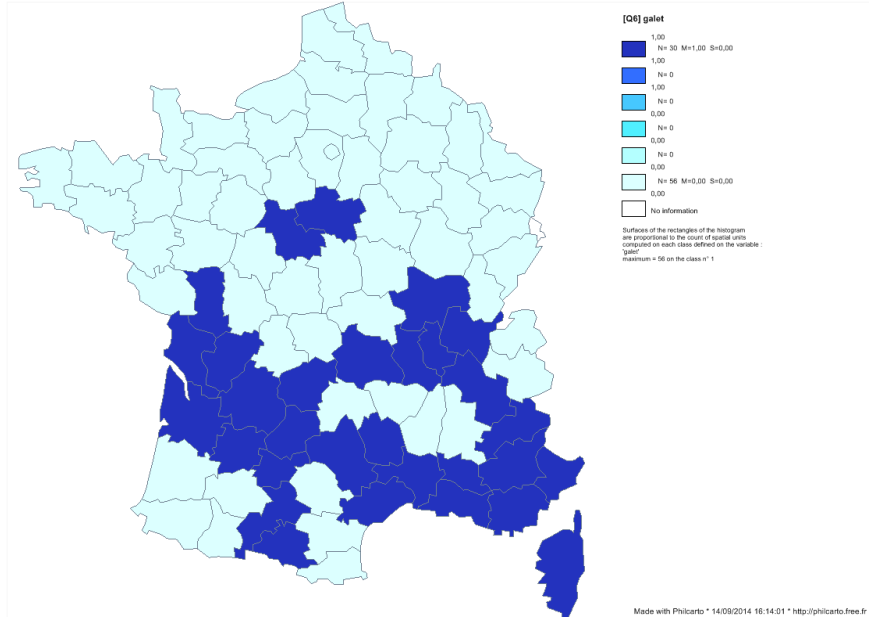 [Q6] galet
1,00
N= 30 M=1,00 S=0,00
1,00
N= 0
1,00
N= 0
0,00
N= 0
0,00
N= 0
0,00
N= 56 M=0,00 S=0,00
0,00
No information
Surfaces of the rectangles of the histogram
are proportional to the count of spatial units
computed on each class defined on the variable :
'galet'
maximum = 56 on the class n° 1
Made with Philcarto * 14/09/2014 16:14:01 * http://philcarto.free.fr